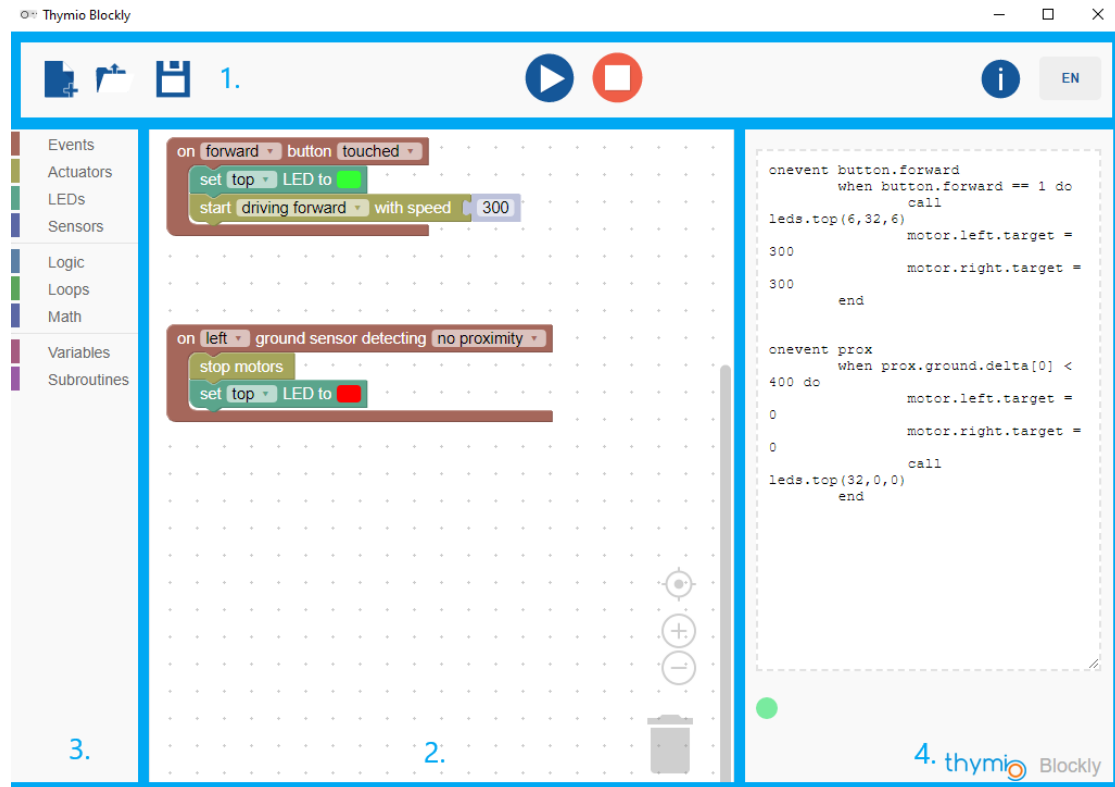 Thymio Blockly
1.
EN
Events
Actuators
LEDs
Sensors
Logic
Loops
Math
Variables
Subroutines
3.
on forward button touched
set top LED to
start driving forward with speed 300
on left ground sensor detecting no proximity
stop motors
set top LED to
2.
onevent button.forward
when button.forward == 1 do
call
leds.top(6,32,6)
motor.left.target =
300
motor.right.target =
300
end
onevent prox
when prox.ground.delta[0] <
400 do
motor.left.target =
0
motor.right.target =
0
call
leds.top(32,0,0)
end
4.
thymio Blockly